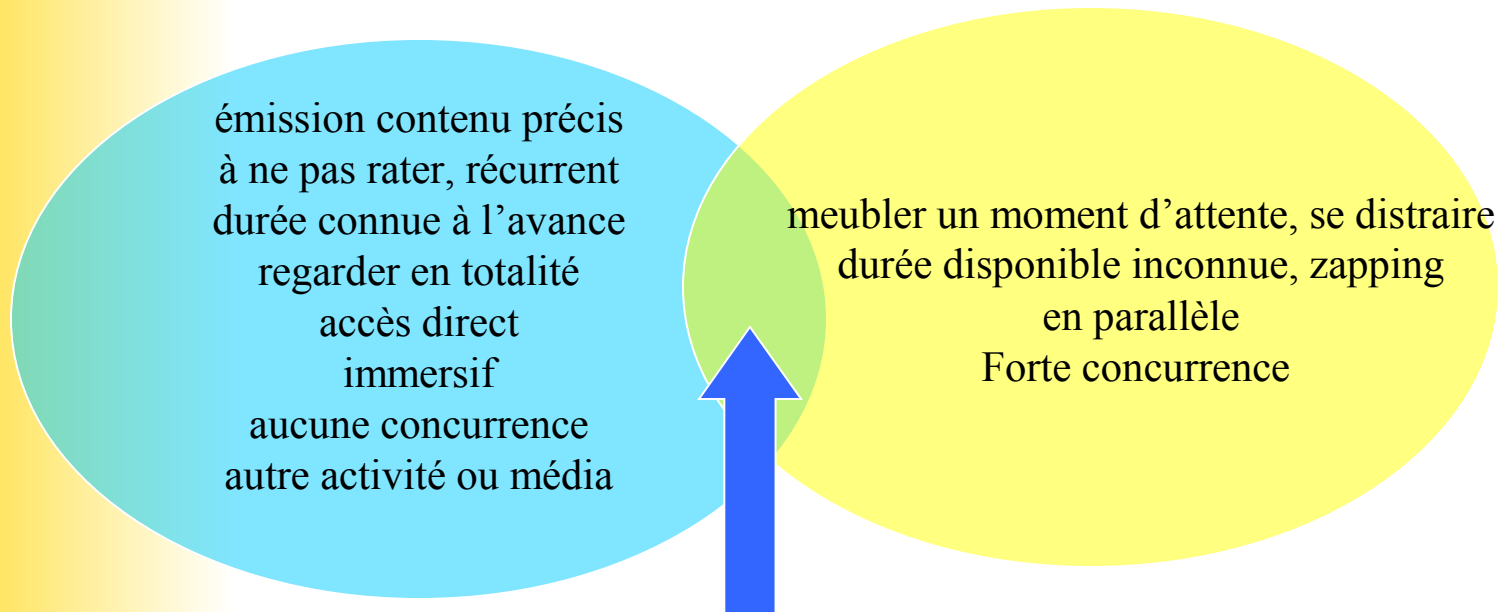 émission contenu précis
à ne pas rater, récurrent
durée connue à l’avance
regarder en totalité
accès direct
immersif
aucune concurrence
autre activité ou média
meubler un moment d’attente, se distraire
durée disponible inconnue, zapping
en parallèle
Forte concurrence